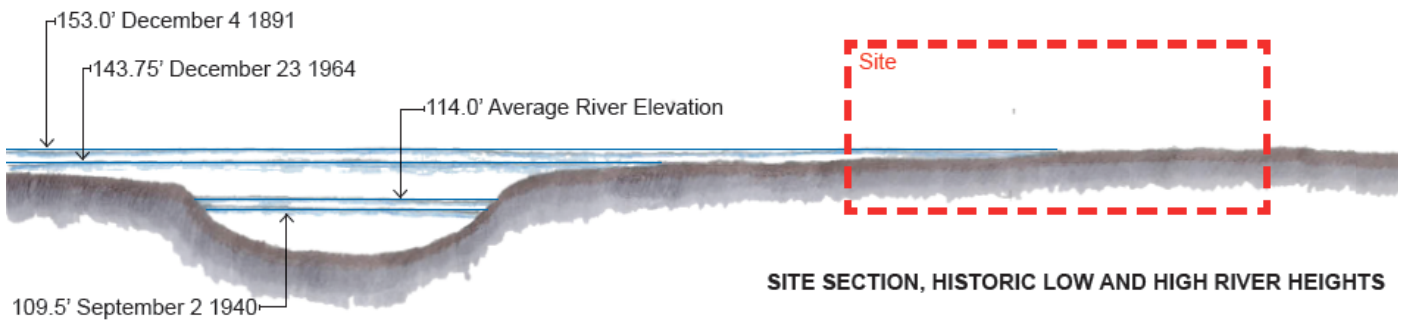 153.0’ December 4 1891
143.75’ December 23 1964
114.0’ Average River Elevation
Site
SITE SECTION, HISTORIC LOW AND HIGH RIVER HEIGHTS
109.5’ September 2 1940